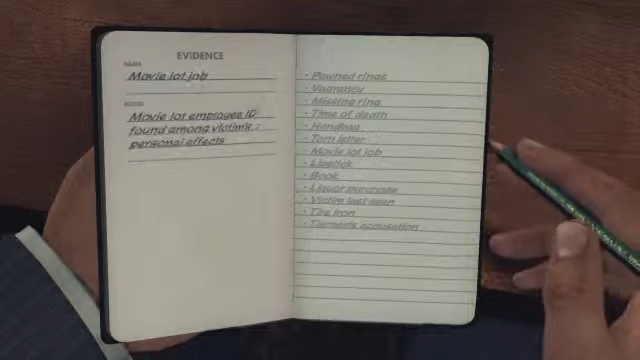 EVIDENCE
NAME
Movie lot job
NOTES
Movie lot employee ID
found among victim's
personal effects
· Pawned rings
· Vagrancy
· Missing ring
· Time of death
· Handbag
· Torn letter
· Movie lot job
· Lipstick
· Book
· Liquor purchase
· Victim last seen
· Tire iron
· Tiernan's accusation